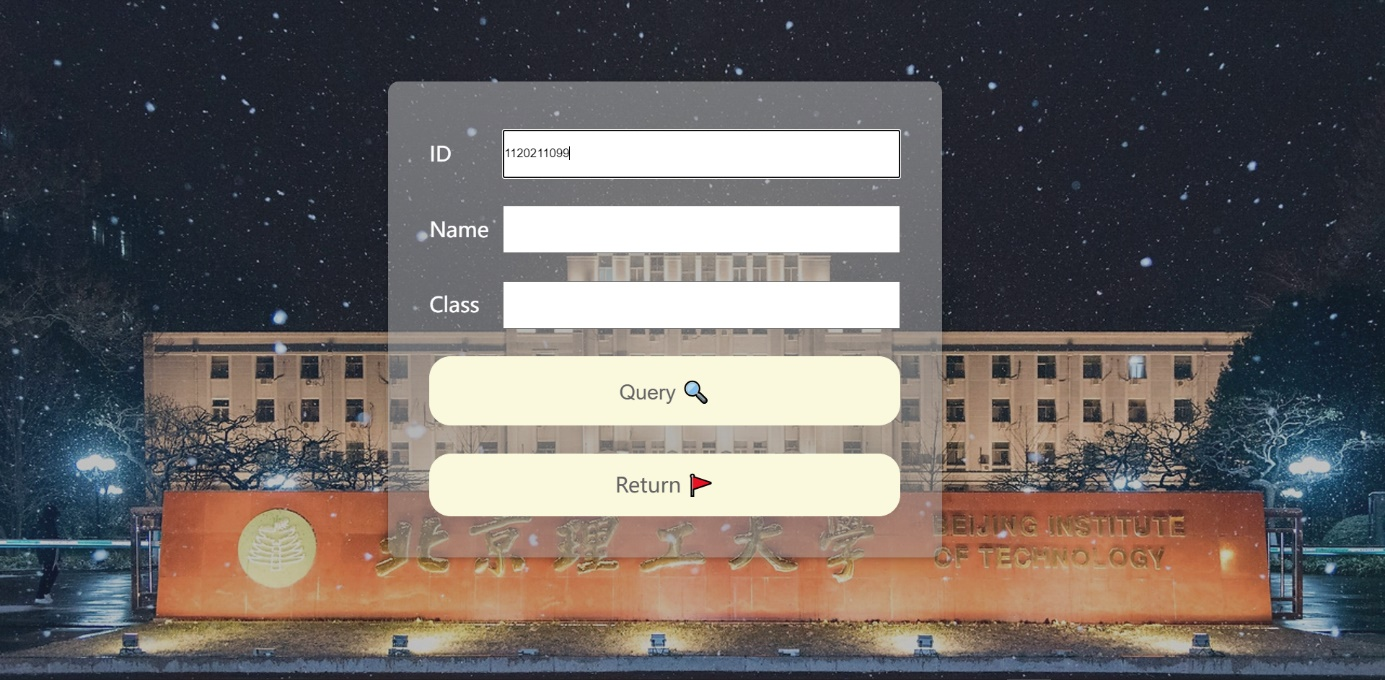 ID
1120211099
Name
Class
Query
Return
北京理工大学
BEIJING INSTITUTE
OF TECHNOLOGY